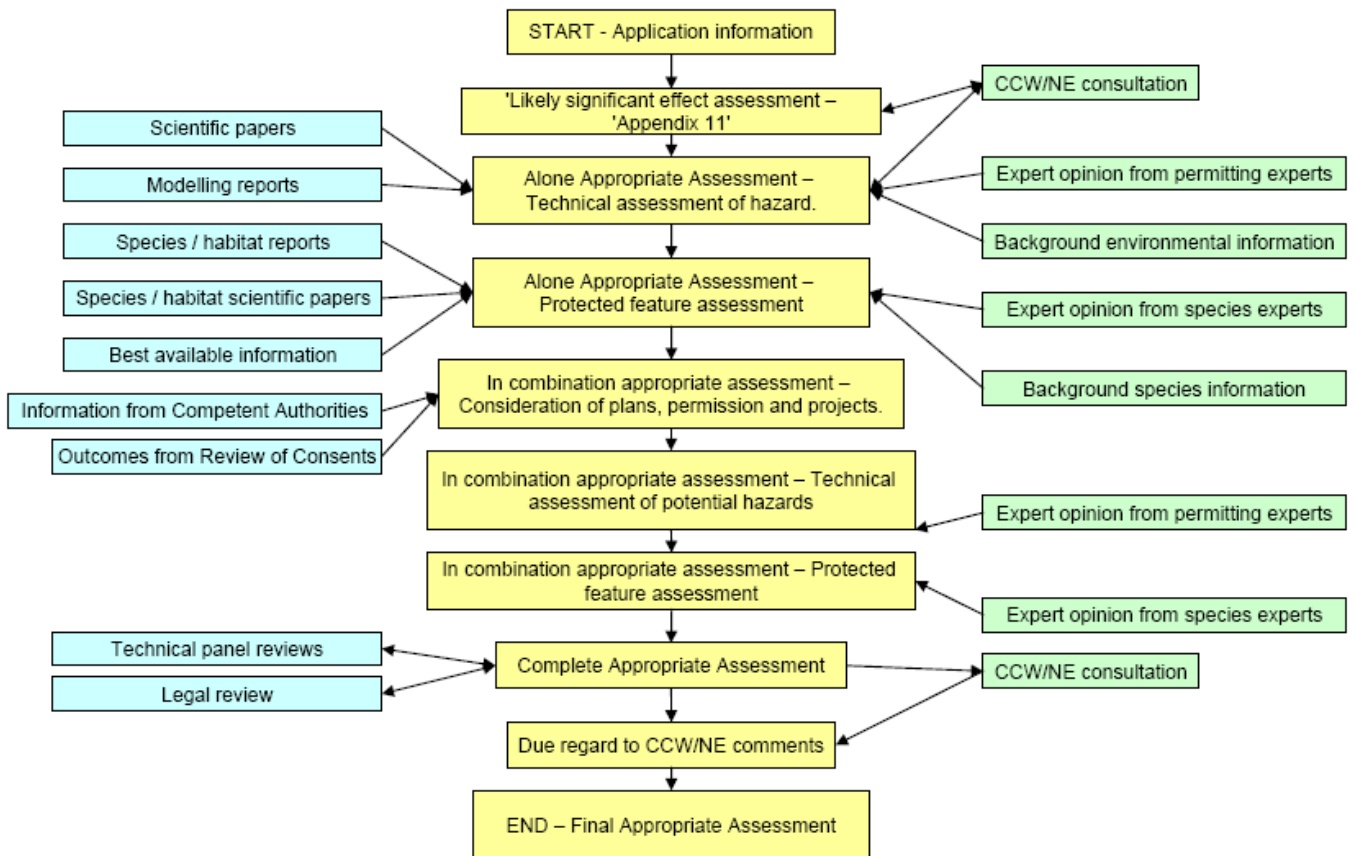 START - Application information
CCW/NE consultation
'Likely significant effect assessment –
'Appendix 11'
Scientific papers
Alone Appropriate Assessment –
Technical assessment of hazard.
Expert opinion from permitting experts
Modelling reports
Species / habitat reports
Background environmental information
Alone Appropriate Assessment –
Protected feature assessment
Species / habitat scientific papers
Expert opinion from species experts
Best available information
Background species information
In combination appropriate assessment –
Consideration of plans, permission and projects.
Information from Competent Authorities
Outcomes from Review of Consents
In combination appropriate assessment – Technical
assessment of potential hazards
Expert opinion from permitting experts
In combination appropriate assessment – Protected
feature assessment
Expert opinion from species experts
Technical panel reviews
Complete Appropriate Assessment
CCW/NE consultation
Legal review
Due regard to CCW/NE comments
END – Final Appropriate Assessment